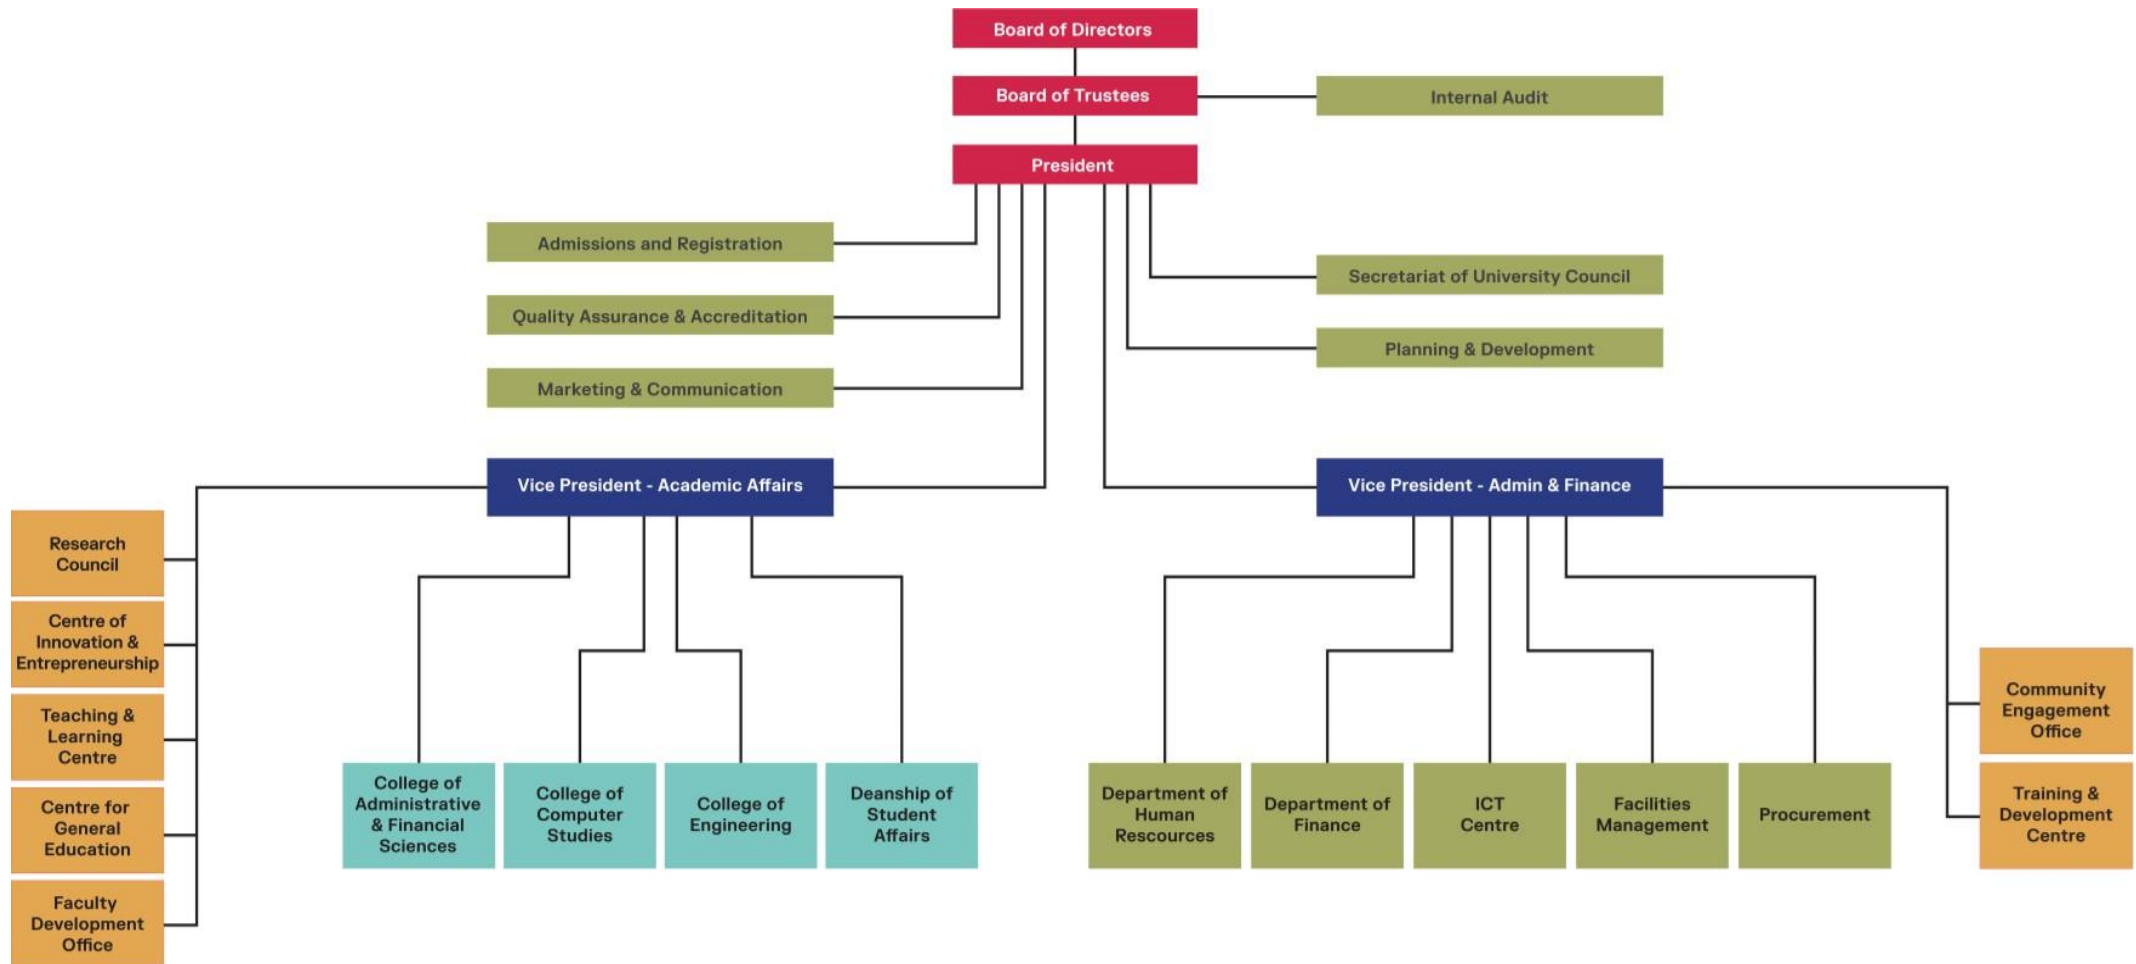 Board of Directors
Board of Trustees
Internal Audit
President
Admissions and Registration
Secretariat of University Council
Quality Assurance & Accreditation
Planning & Development
Marketing & Communication
Vice President - Academic Affairs
Vice President - Admin & Finance
Research
Council
Centre of
Innovation &
Entrepreneurship
Teaching &
Learning
Centre
Centre for
General
Education
Faculty
Development
Office
College of
Administrative
& Financial
Sciences
College of
Computer
Studies
College of
Engineering
Deanship of
Student
Affairs
Department of
Human
Rescources
Department of
Finance
ICT
Centre
Facilities
Management
Procurement
Community
Engagement
Office
Training &
Development
Centre